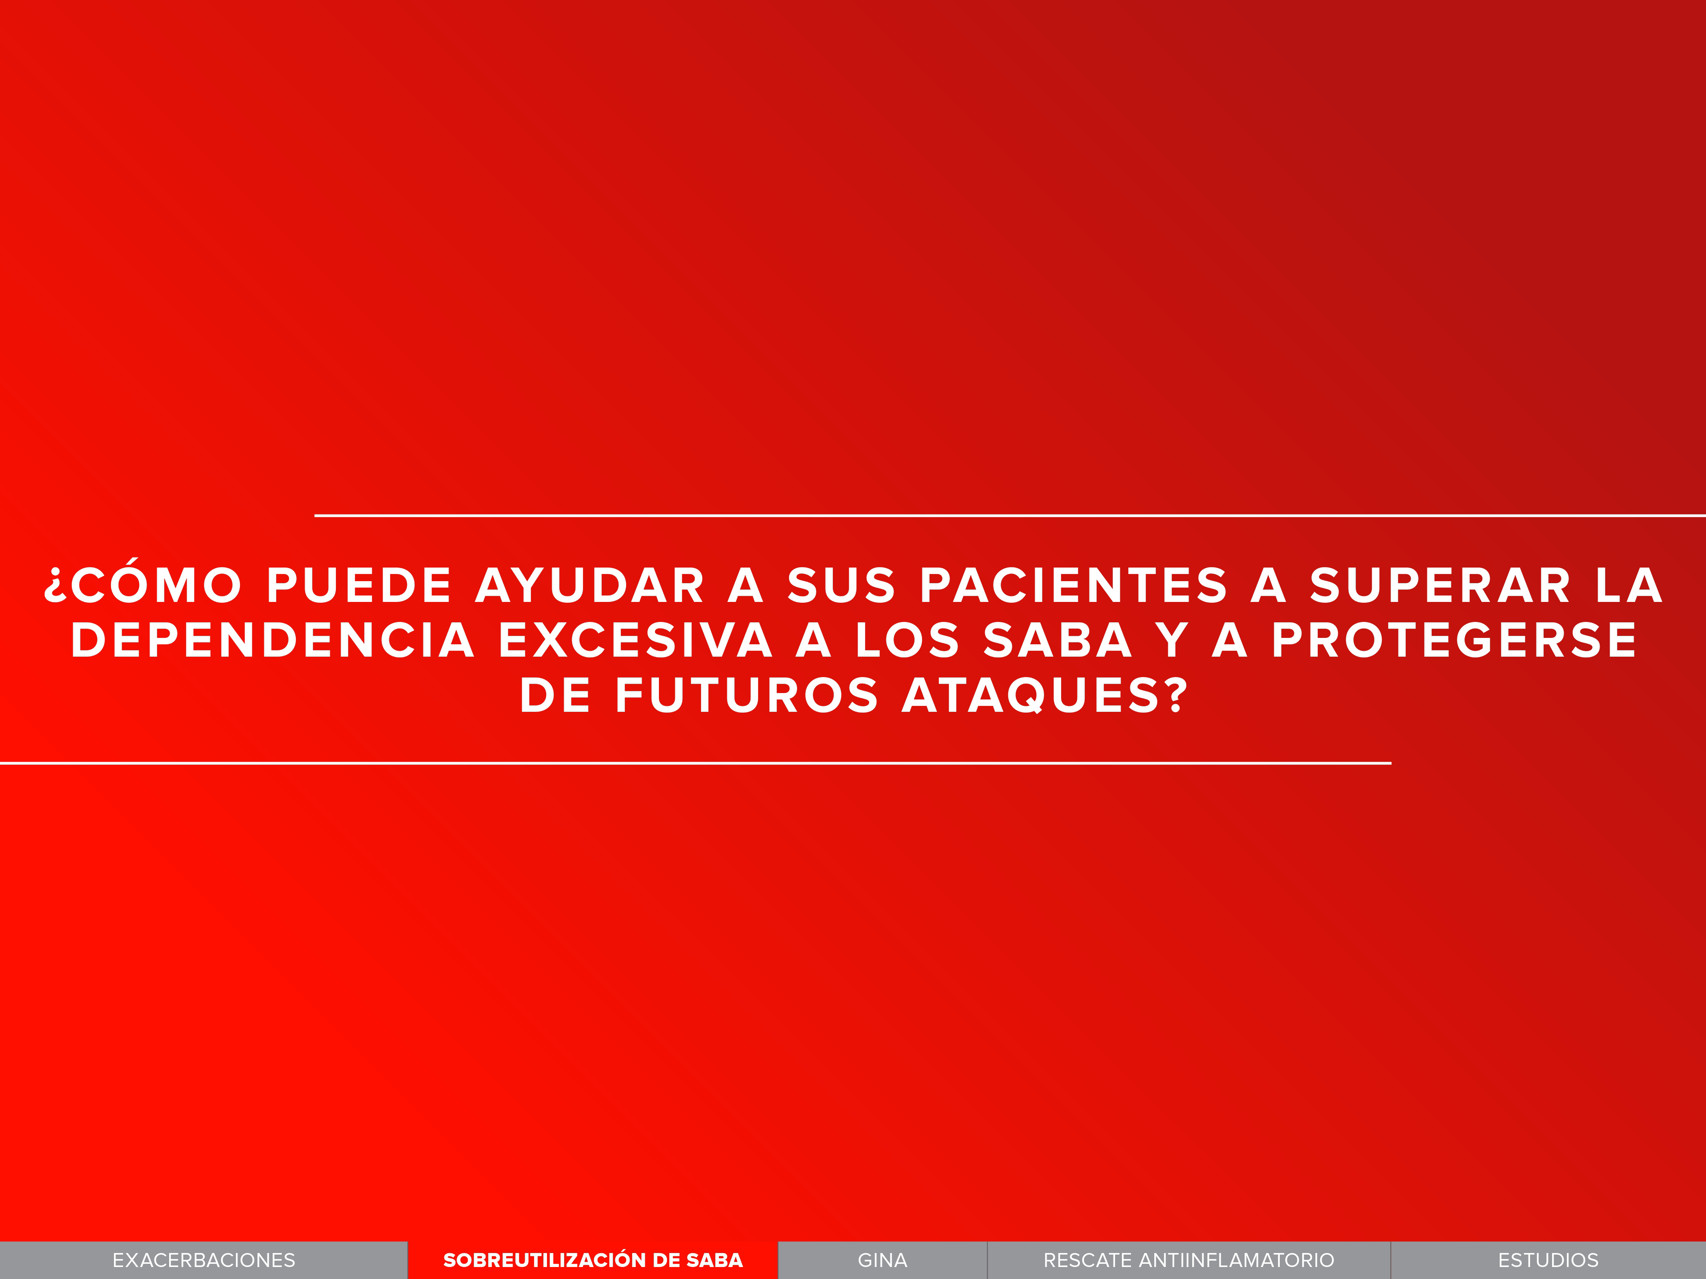 ¿CÓMO PUEDE AYUDAR A SUS PACIENTES A SUPERAR LA
DEPENDENCIA EXCESIVA A LOS SABA Y A PROTEGERSE
DE FUTUROS ATAQUES?
EXACERBACIONES
SOBREUTILIZACIÓN DE SABA
GINA
RESCATE ANTIINFLAMATORIO
ESTUDIOS